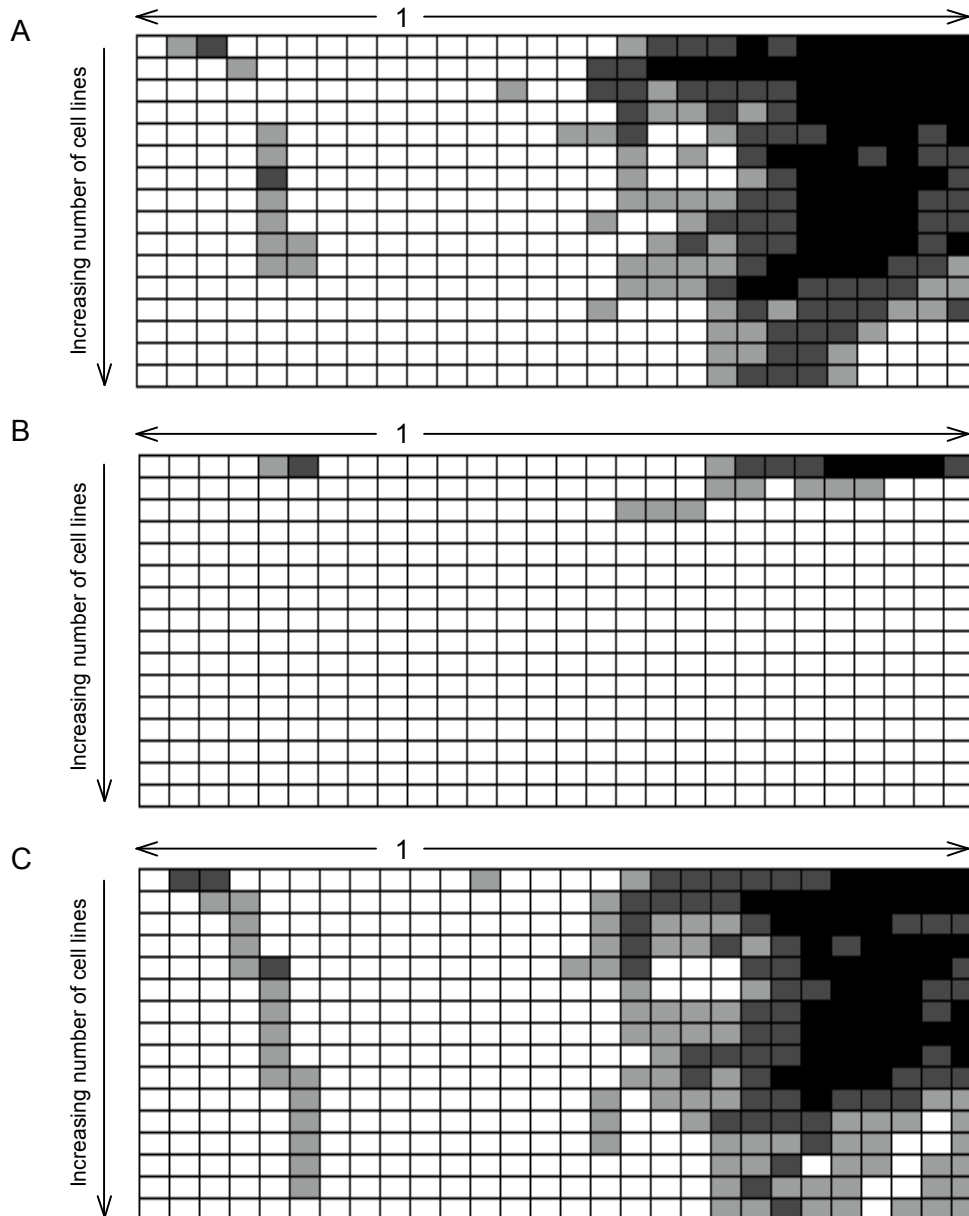 A
1
Increasing number of cell lines
B
1
Increasing number of cell lines
C
1
Increasing number of cell lines